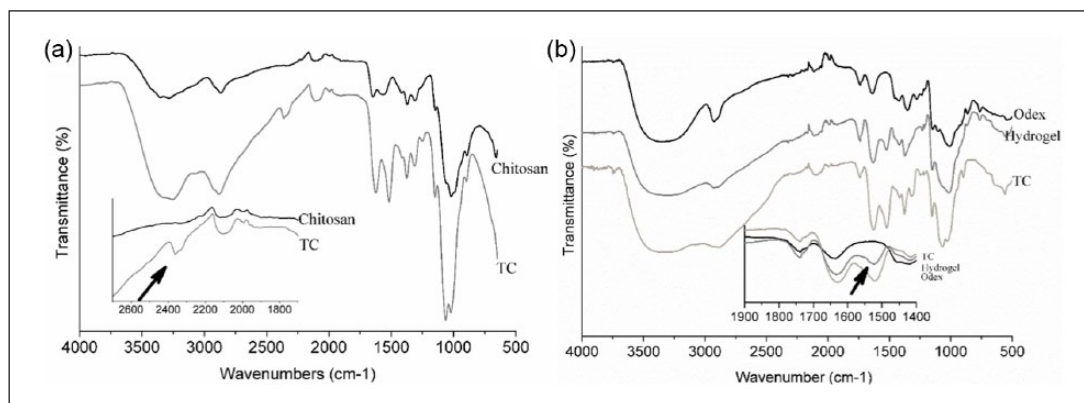 (a)
Transmittance (%)
Chitosan
TC
Chitosan
TC
2600 2400 2200 2000 1800
4000 3500 3000 2500 2000 1500 1000 500
Wavenumbers (cm-1)
(b)
Transmittance (%)
Odex
Hydrogel
TC
TC
Hydrogel
Odex
1900 1800 1700 1600 1500 1400
4000 3500 3000 2500 2000 1500 1000 500
Wavenumber (cm-1)